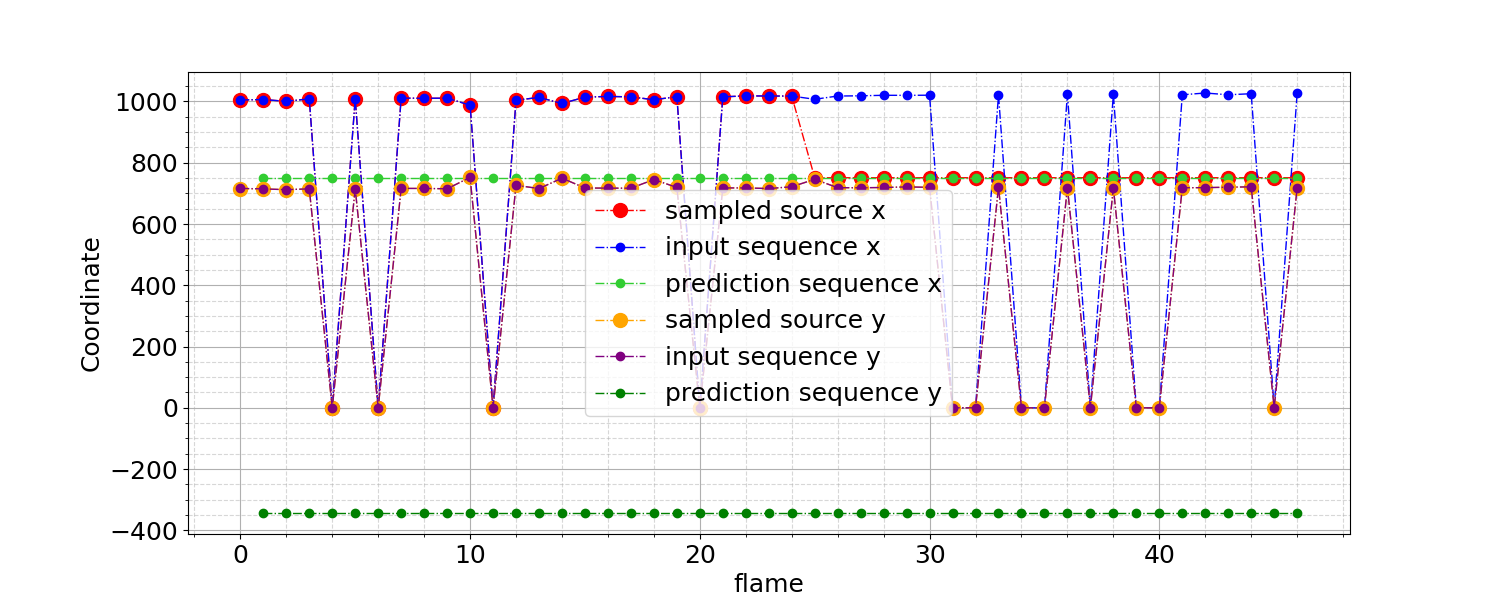 1000
800
600
400
200
0
−200
−400
Coordinate
sampled source x
input sequence x
prediction sequence x
sampled source y
input sequence y
prediction sequence y
0 10 20 30 40
flame